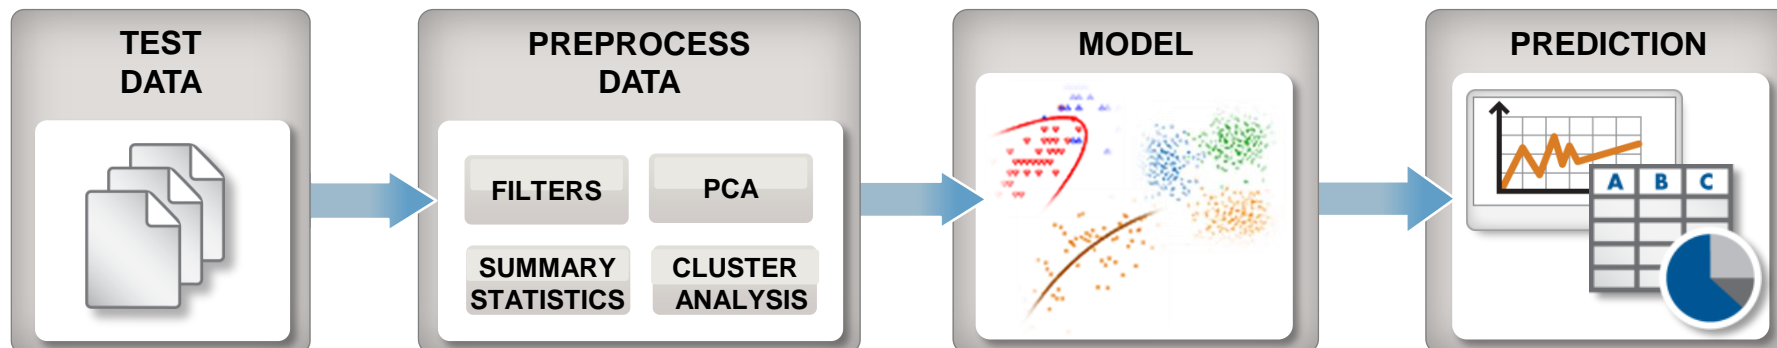 TEST
DATA
PREPROCESS
DATA
FILTERS
PCA
SUMMARY
STATISTICS
CLUSTER
ANALYSIS
MODEL
PREDICTION
A B C